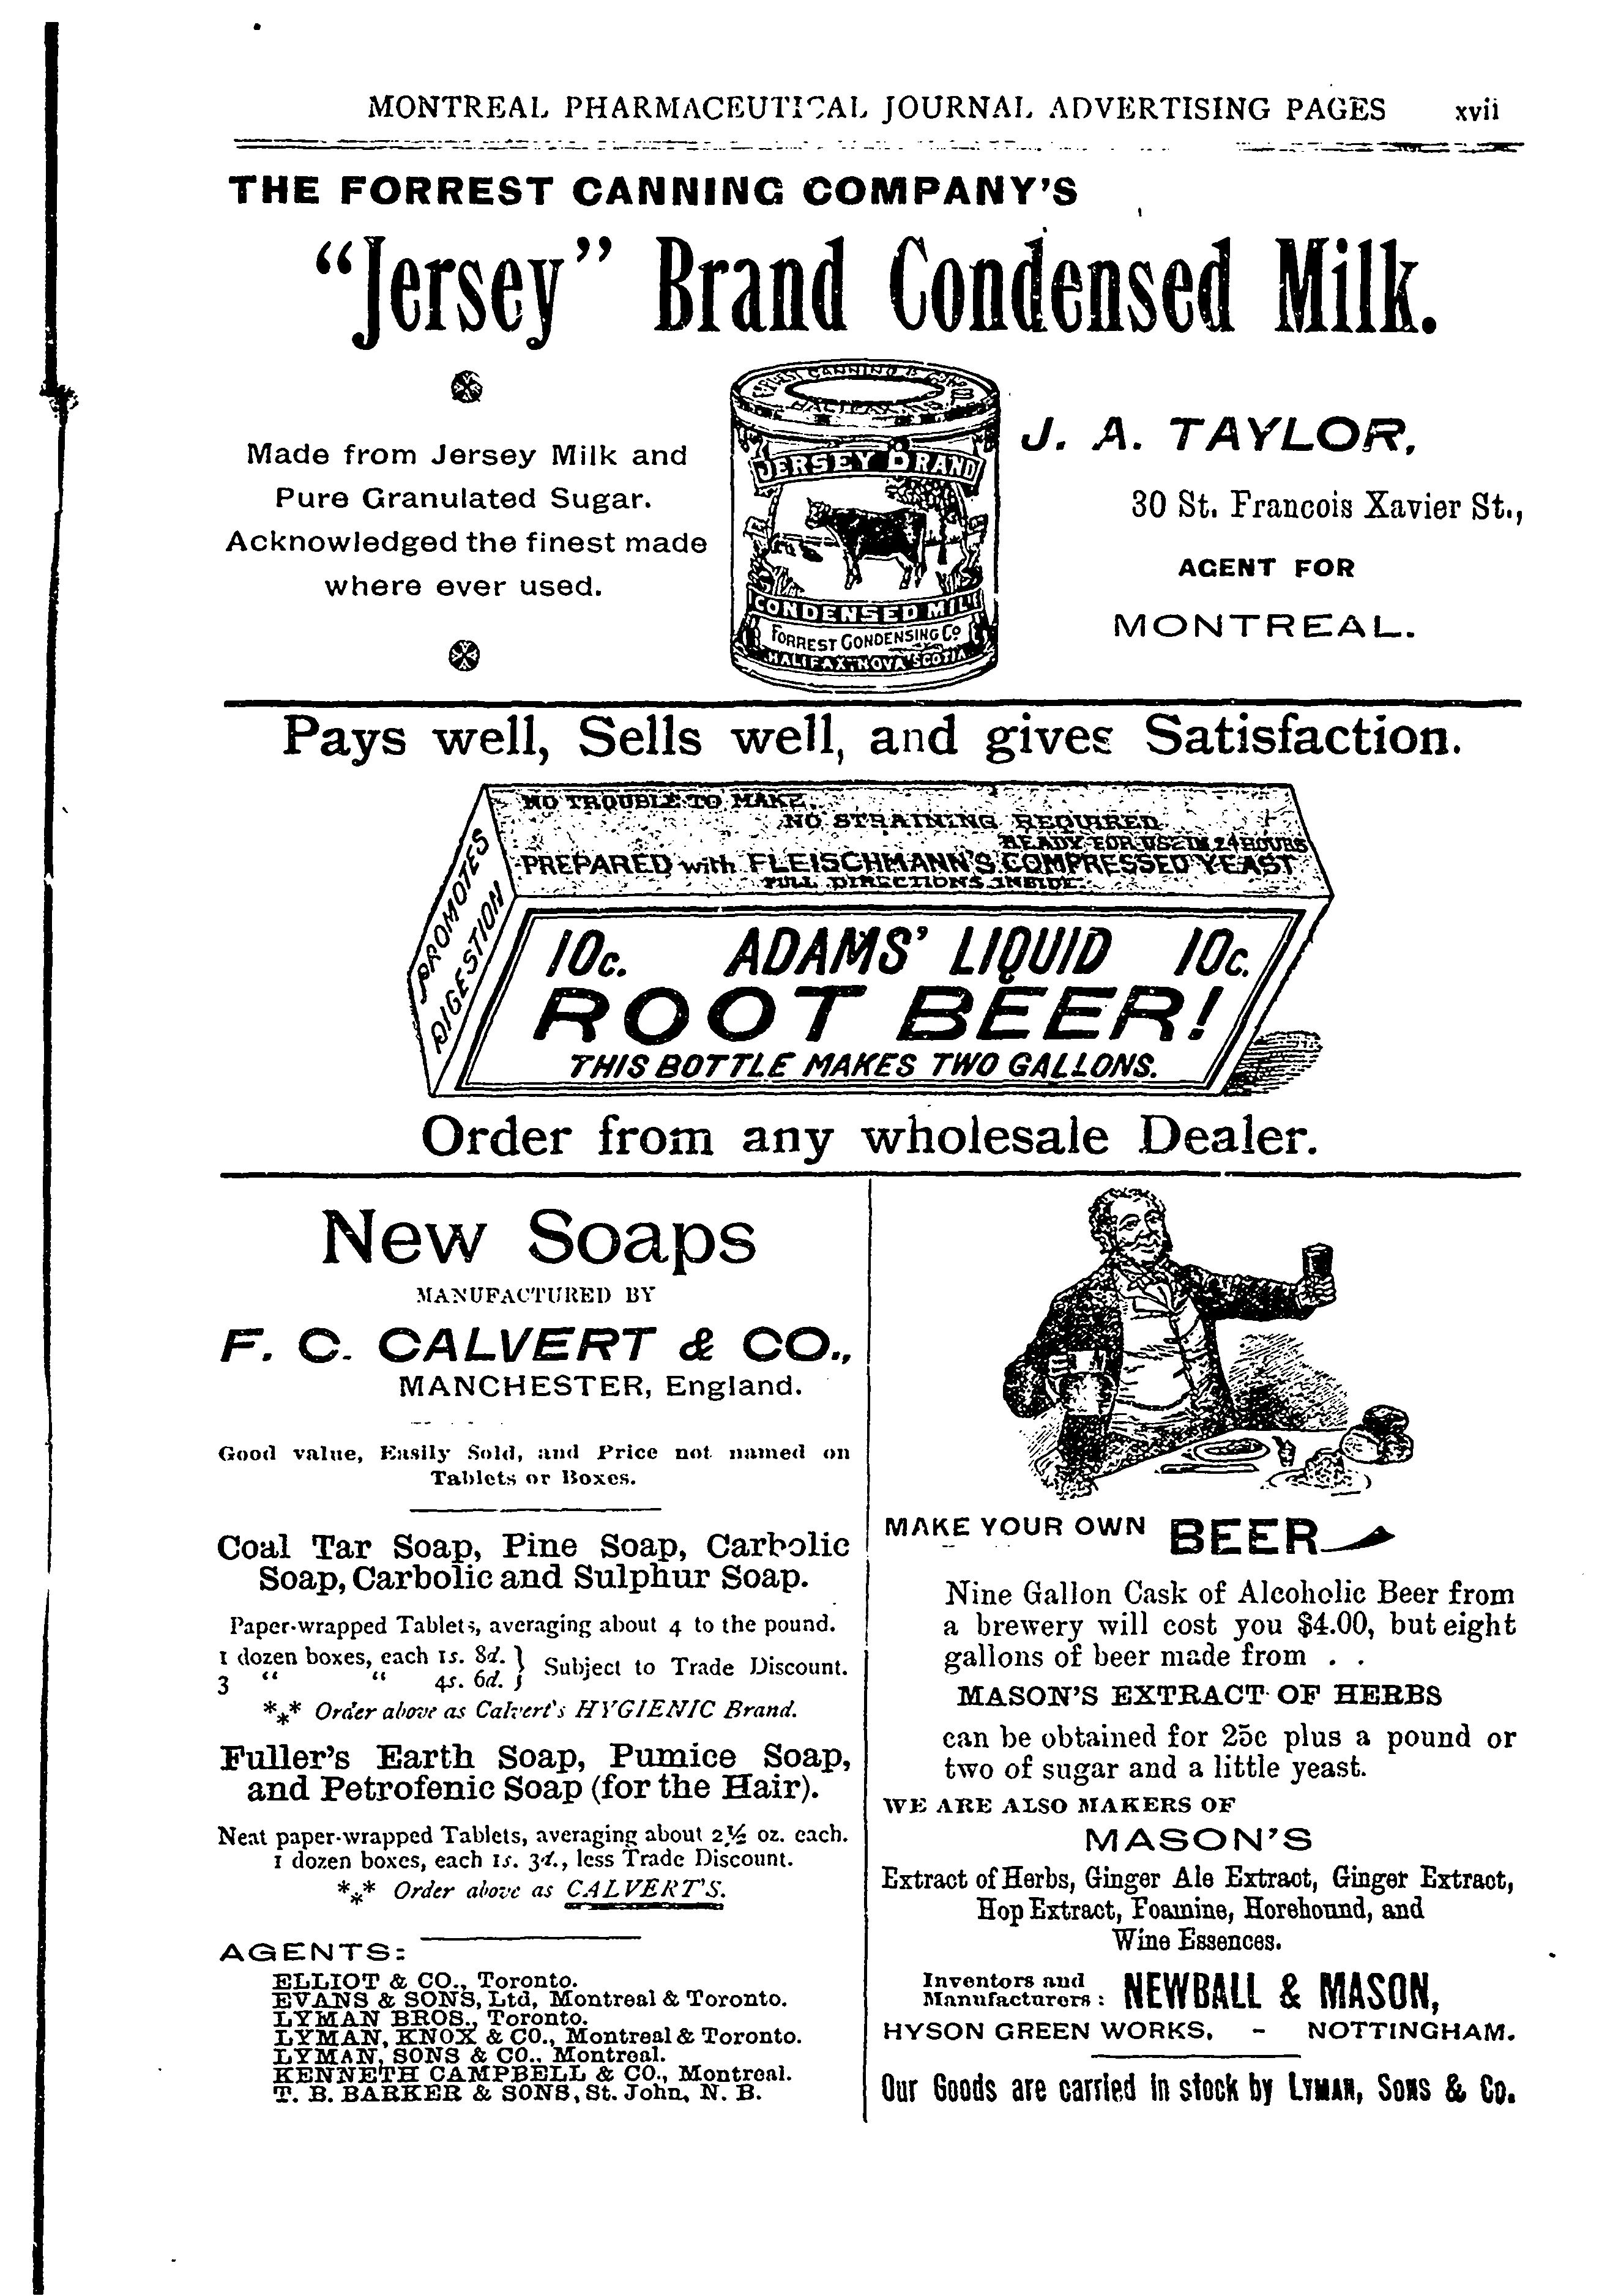 MONTREAL PHARMACEUTICAL JOURNAL ADVERTISING PAGES xvii
THE FORREST CANNING COMPANY'S
"Jersey" Brand Condensed Milk.
Made from Jersey Milk and
Pure Granulated Sugar.
Acknowledged the finest made
where ever used.
JERSEY BRAND
CONDENSED MILK
FORREST CONDENSING Co
HALIFAX, NOVA SCOTIA
J. A. TAYLOR,
30 St. Francois Xavier St.,
AGENT FOR
MONTREAL.
Pays well, Sells well, and gives Satisfaction.
NO TROUBLE TO MAKE.
NO STRAINING REQUIRED
READY FOR USE IN 24 HOURS
PREPARED with FLEISCHMANN'S COMPRESSED YEAST
FULL DIRECTIONS INSIDE.
PROMOTES
DIGESTION
10c. ADAMS' LIQUID 10c.
ROOT BEER!
THIS BOTTLE MAKES TWO GALLONS.
Order from any wholesale Dealer.
New Soaps
MANUFACTURED BY
F. C. CALVERT & CO.,
MANCHESTER, England.
Good value, Easily Sold, and Price not named on
Tablets or Boxes.
Coal Tar Soap, Pine Soap, Carbolic
Soap, Carbolic and Sulphur Soap.
Paper-wrapped Tablets, averaging about 4 to the pound.
1 dozen boxes, each 1s. 8d. } Subject to Trade Discount.
3 " " 4s. 6d. }
*** Order above as Calvert's HYGIENIC Brand.
Fuller's Earth Soap, Pumice Soap,
and Petrofenic Soap (for the Hair).
Neat paper-wrapped Tablets, averaging about 2½ oz. each.
1 dozen boxes, each 1s. 3d., less Trade Discount.
*** Order above as CALVERT'S.
AGENTS:
ELLIOT & CO., Toronto.
EVANS & SONS, Ltd, Montreal & Toronto.
LYMAN BROS., Toronto.
LYMAN, KNOX & CO., Montreal & Toronto.
LYMAN, SONS & CO., Montreal.
KENNETH CAMPBELL & CO., Montreal.
T. B. BARKER & SONS, St. John, N. B.
MAKE YOUR OWN BEER
Nine Gallon Cask of Alcoholic Beer from
a brewery will cost you $4.00, but eight
gallons of beer made from . .
MASON'S EXTRACT OF HERBS
can be obtained for 25c plus a pound or
two of sugar and a little yeast.
WE ARE ALSO MAKERS OF
MASON'S
Extract of Herbs, Ginger Ale Extract, Ginger Extract,
Hop Extract, Foamine, Horehound, and
Wine Essences.
Inventors and
Manufacturers: NEWBALL & MASON,
HYSON GREEN WORKS, - NOTTINGHAM.
Our Goods are carried in stock by LYMAN, SONS & CO.